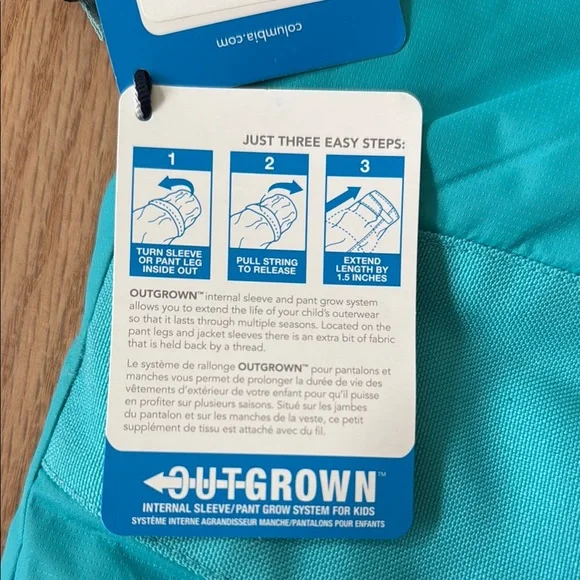 columbia.com
JUST THREE EASY STEPS:
1
TURN SLEEVE
OR PANT LEG
INSIDE OUT
2
PULL STRING
TO RELEASE
3
EXTEND
LENGTH BY
1.5 INCHES
OUTGROWN™ internal sleeve and pant grow system
allows you to extend the life of your child's outerwear
so that it lasts through multiple seasons. Located on the
pant legs and jacket sleeves there is an extra bit of fabric
that is held back by a thread.
Le système de rallonge OUTGROWN™ pour pantalons et
manches vous permet de prolonger la durée de vie des
vêtements d'extérieur de votre enfant pour qu'il puisse
en profiter sur plusieurs saisons. Situé sur les jambes
du pantalon et sur les manches de la veste, ce petit
supplément de tissu est attaché avec du fil.
OUTGROWN™
INTERNAL SLEEVE/PANT GROW SYSTEM FOR KIDS
SYSTÈME INTERNE AGRANDISSEUR MANCHE/PANTALONS POUR ENFANTS